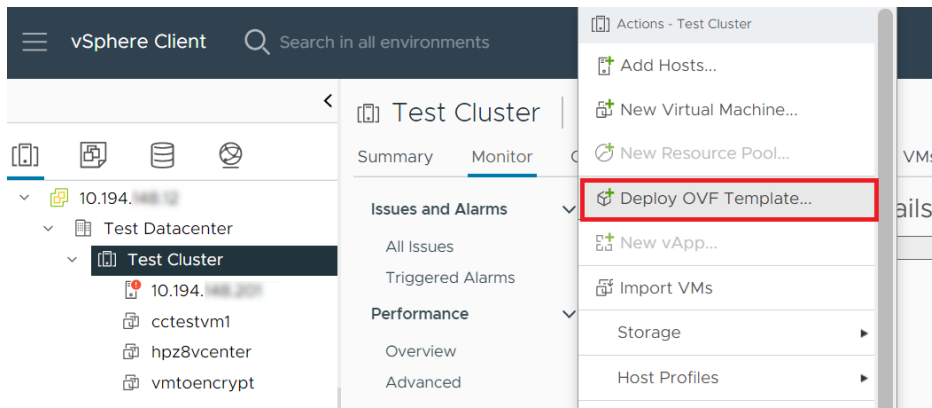 vSphere Client
Search in all environments
Actions - Test Cluster
Add Hosts...
New Virtual Machine...
New Resource Pool...
Deploy OVF Template...
New vApp...
Import VMs
Storage
Host Profiles
Test Cluster
Summary
Monitor
C
VMs
ails
Issues and Alarms
All Issues
Triggered Alarms
Performance
Overview
Advanced
10.194.
Test Datacenter
Test Cluster
10.194.
cctestvm1
hpz8vcenter
vmtoencrypt